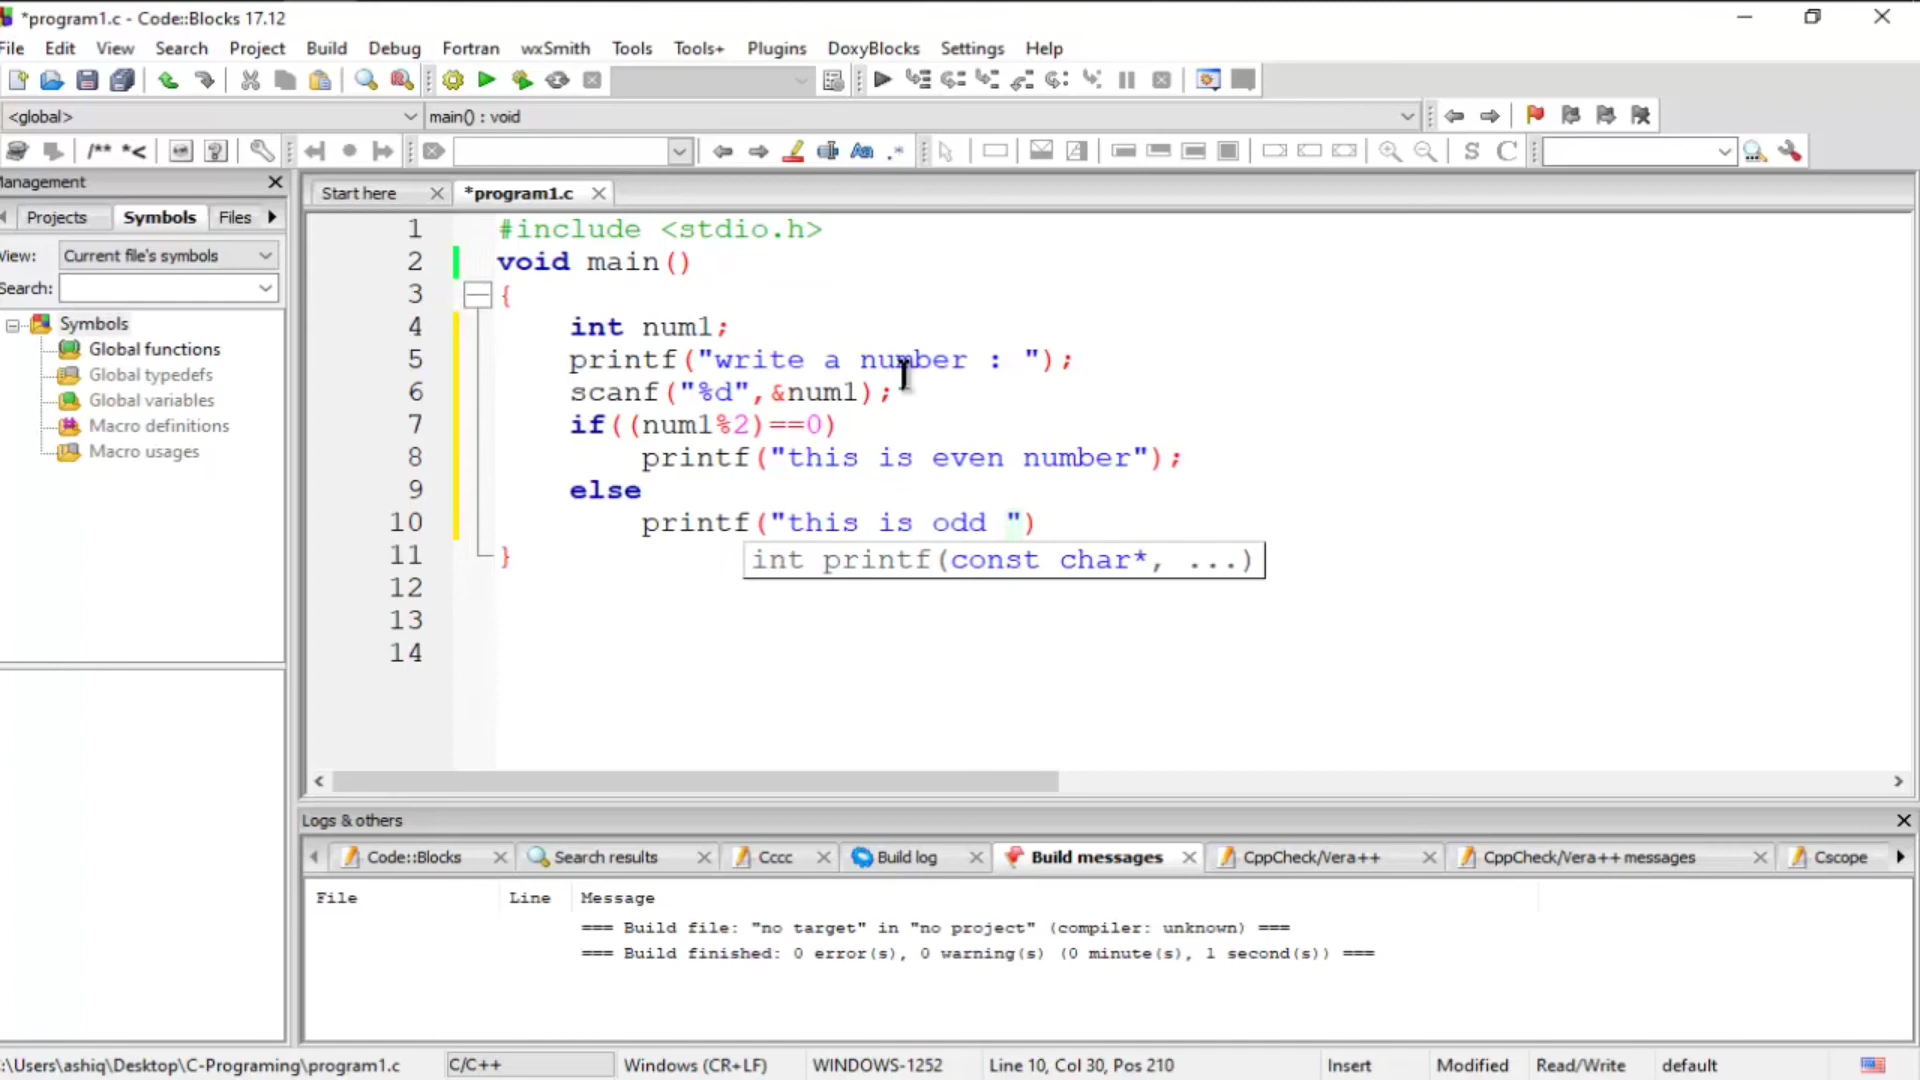 *program1.c - Code::Blocks 17.12
File Edit View Search Project Build Debug Fortran wxSmith Tools Tools+ Plugins DoxyBlocks Settings Help
<global> main() : void
/** *<
Management
Start here *program1.c
Projects Symbols Files
View: Current file's symbols
Search:
Symbols
Global functions
Global typedefs
Global variables
Macro definitions
Macro usages
1 #include <stdio.h>
2 void main()
3 {
4 int num1;
5 printf("write a number : ");
6 scanf("%d",&num1);
7 if((num1%2)==0)
8 printf("this is even number");
9 else
10 printf("this is odd ")
11 }
int printf(const char*, ...)
12
13
14
Logs & others
Code::Blocks Search results Cccc Build log Build messages CppCheck/Vera++ CppCheck/Vera++ messages Cscope
File Line Message
=== Build file: "no target" in "no project" (compiler: unknown) ===
=== Build finished: 0 error(s), 0 warning(s) (0 minute(s), 1 second(s)) ===
:\Users\ashiq\Desktop\C-Programing\program1.c C/C++ Windows (CR+LF) WINDOWS-1252 Line 10, Col 30, Pos 210 Insert Modified Read/Write default